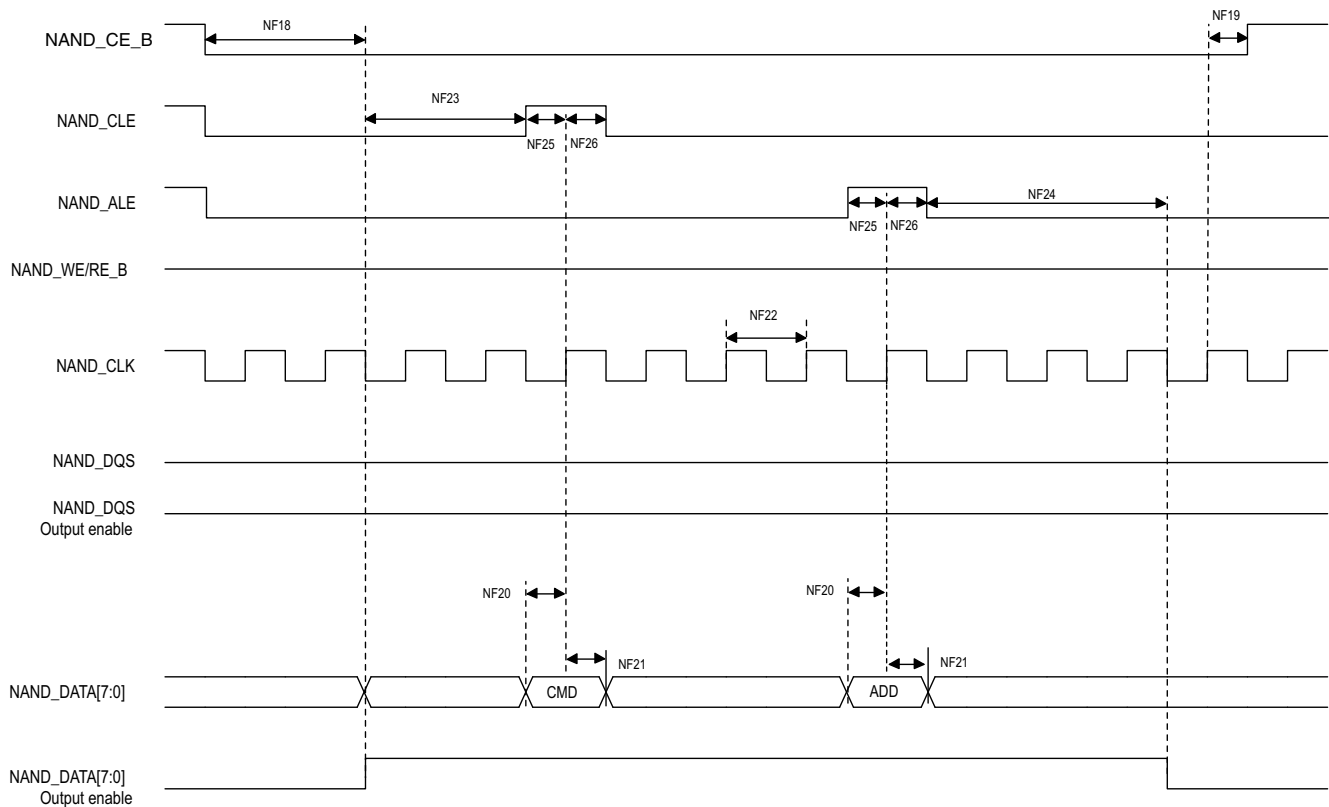 NF18
NF19
NAND_CE_B
NF23
NAND_CLE
NF25 NF26
NAND_ALE
NF24
NF25 NF26
NAND_WE/RE_B
NF22
NAND_CLK
NAND_DQS
NAND_DQS
Output enable
NF20
NF20
NF21
NF21
NAND_DATA[7:0]
CMD
ADD
NAND_DATA[7:0]
Output enable